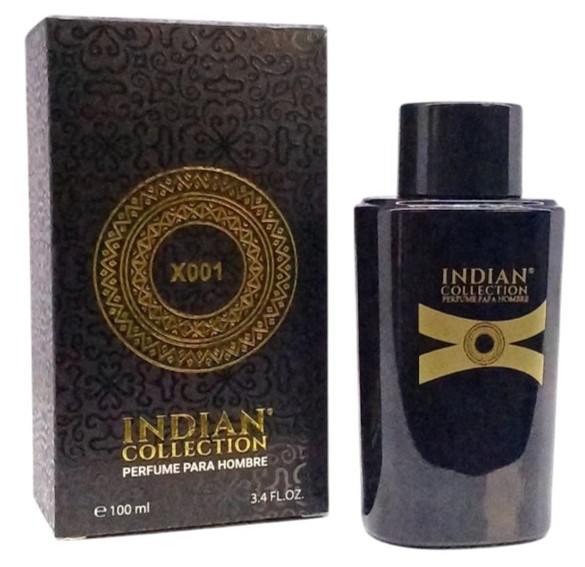 X001
INDIAN®
COLLECTION
PERFUME PARA HOMBRE
℮ 100 ml
3.4 FL.OZ.
INDIAN®
COLLECTION
PERFUME PARA HOMBRE